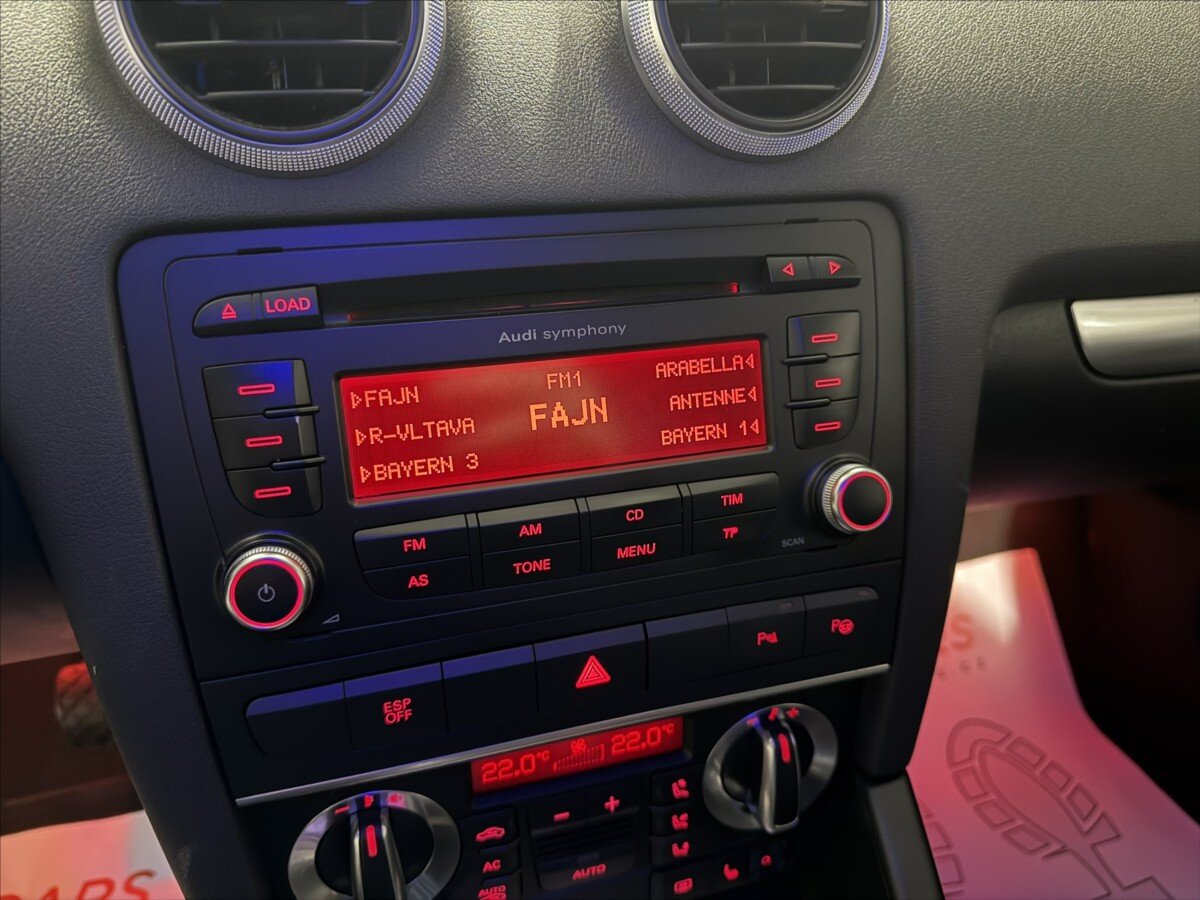 LOAD
Audi symphony
FAJN
FM1
ARABELLA
FAJN
ANTENNE
R-VLTAVA
BAYERN 1
BAYERN 3
FM
AM
CD
TIM
AS
TONE
MENU
TP
SCAN
ESP
OFF
P
P
22.0°C
22.0°C
AC
AUTO
AUTO
CARS